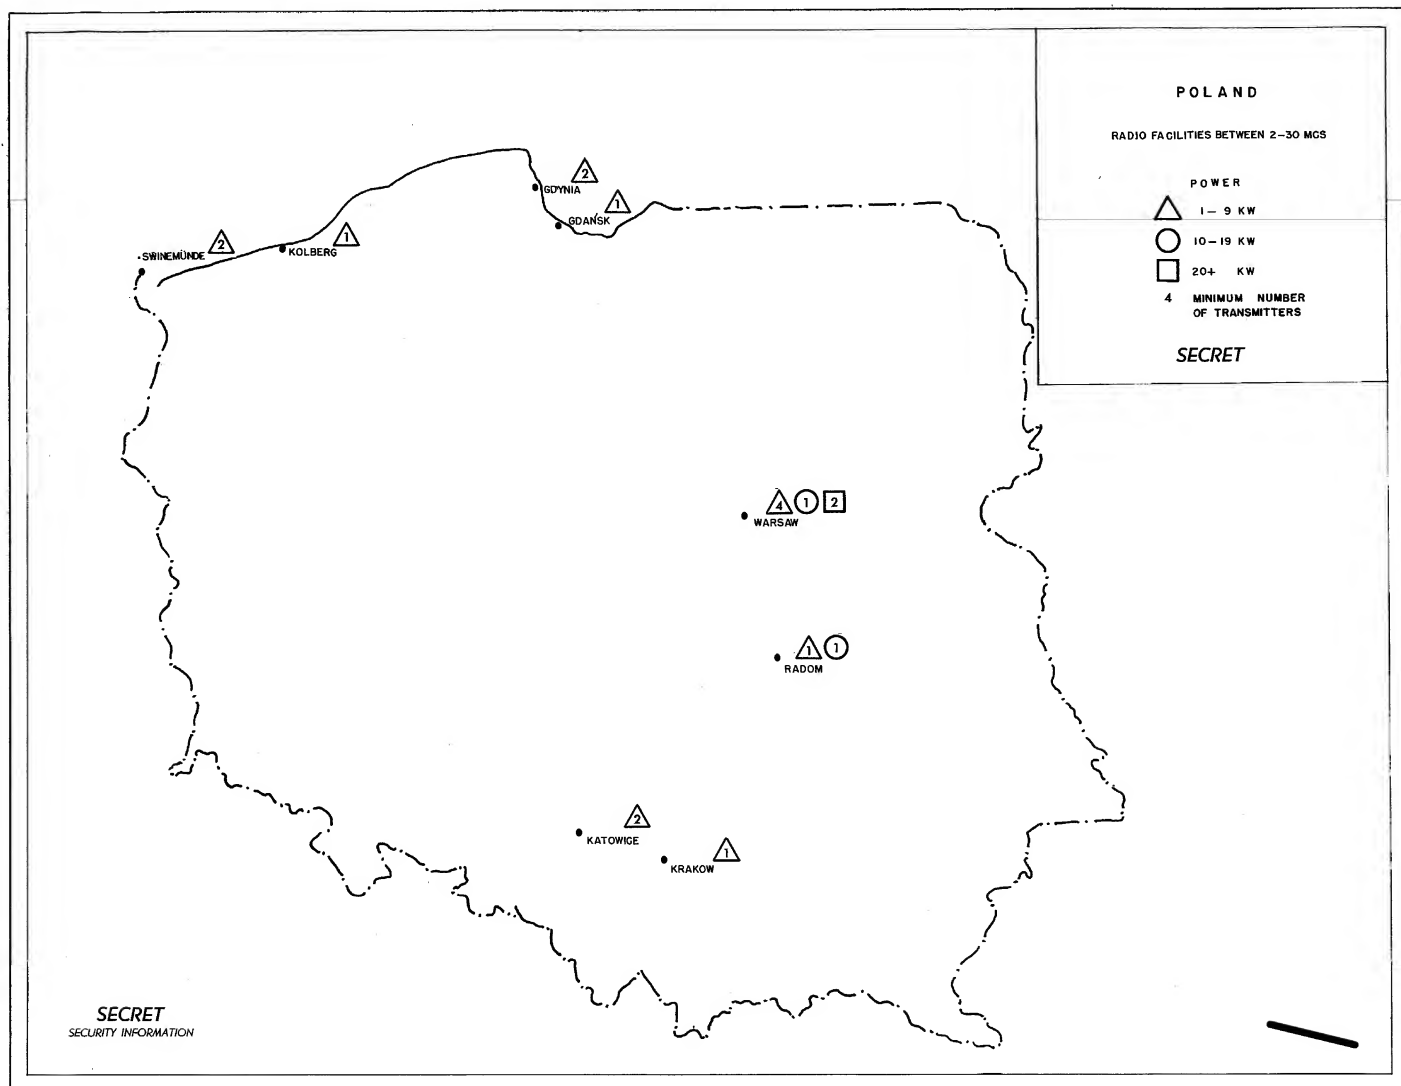 POLAND
RADIO FACILITIES BETWEEN 2-30 MGS
POWER
1-9 KW
10-19 KW
20+ KW
4 MINIMUM NUMBER
OF TRANSMITTERS
SECRET
2
GDYNIA
1
GDAŃSK
2
SWINEMÜNDE
1
KOLBERG
4 1 2
WARSAW
1 1
RADOM
2
KATOWICE
1
KRAKOW
SECRET
SECURITY INFORMATION